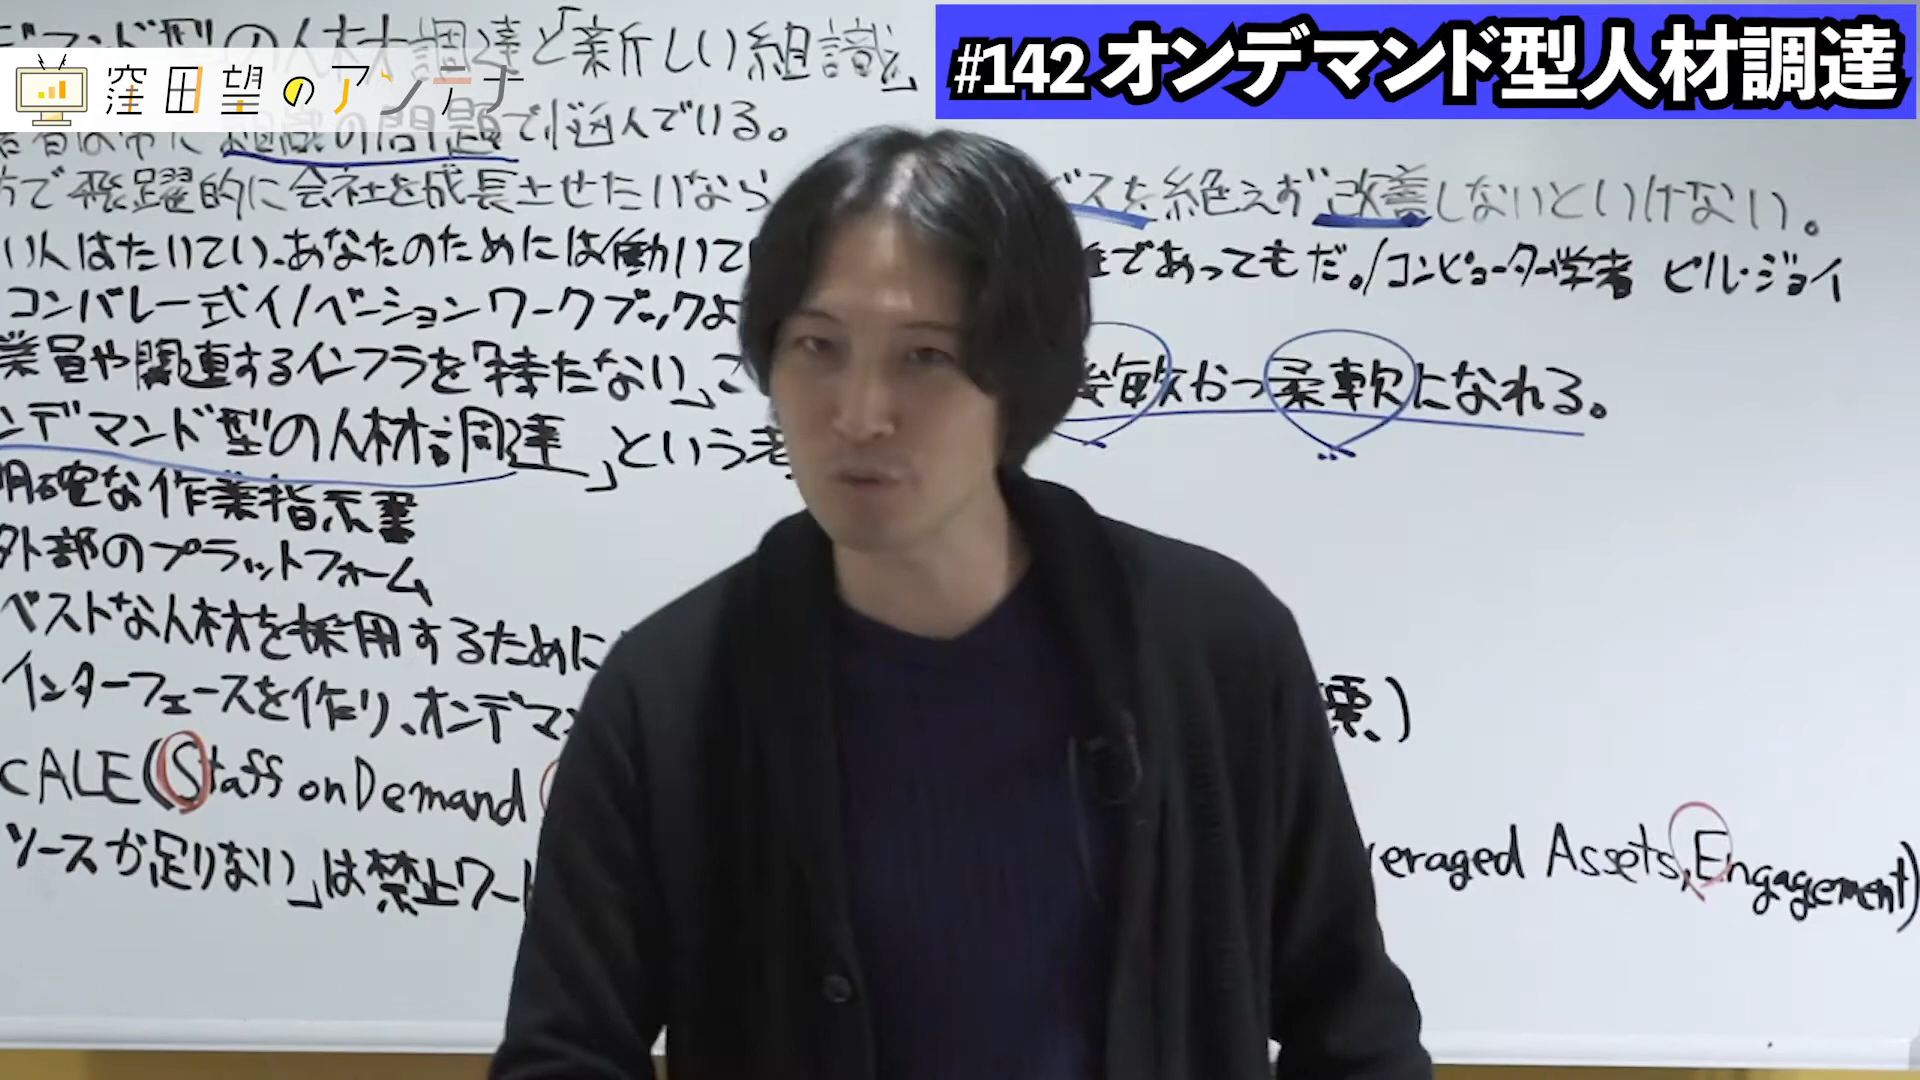 #142 オンデマンド型人材調達
窪田望のアンテナ
デマンド型の人材調達と「新しい組織」
組織の問題で悩んでいる。
方で飛躍的に会社を成長させたいなら
ビスを絶えず改善しないといけない。
い人はたいてい、あなたのためには働いて
であってもだ。/コンピューター学者 ビル・ジョイ
コンバレー式イノベーションワークブックよ
業員や関連するインフラを「持たない」こ
俊敏かつ柔軟になれる。
ンデマンド型の人材調達」という考
明確な作業指示書
外部のプラットフォーム
ベストな人材を採用するために
インターフェースを作り、オンデマン
標)
CALE(Staff on Demand
eraged Assets, Engagement)
ソースが足りない」は禁止ワー